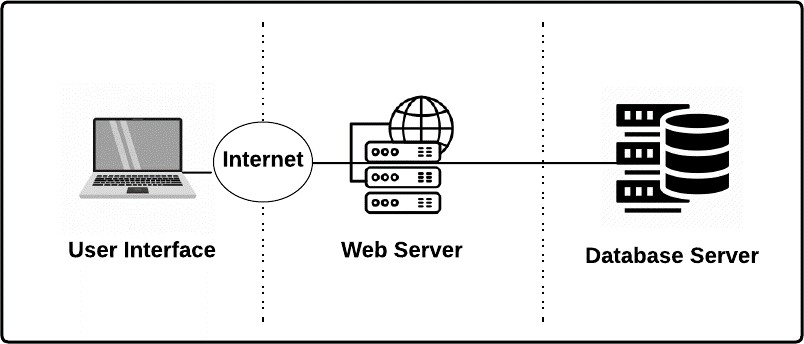 Internet
User Interface
Web Server
Database Server